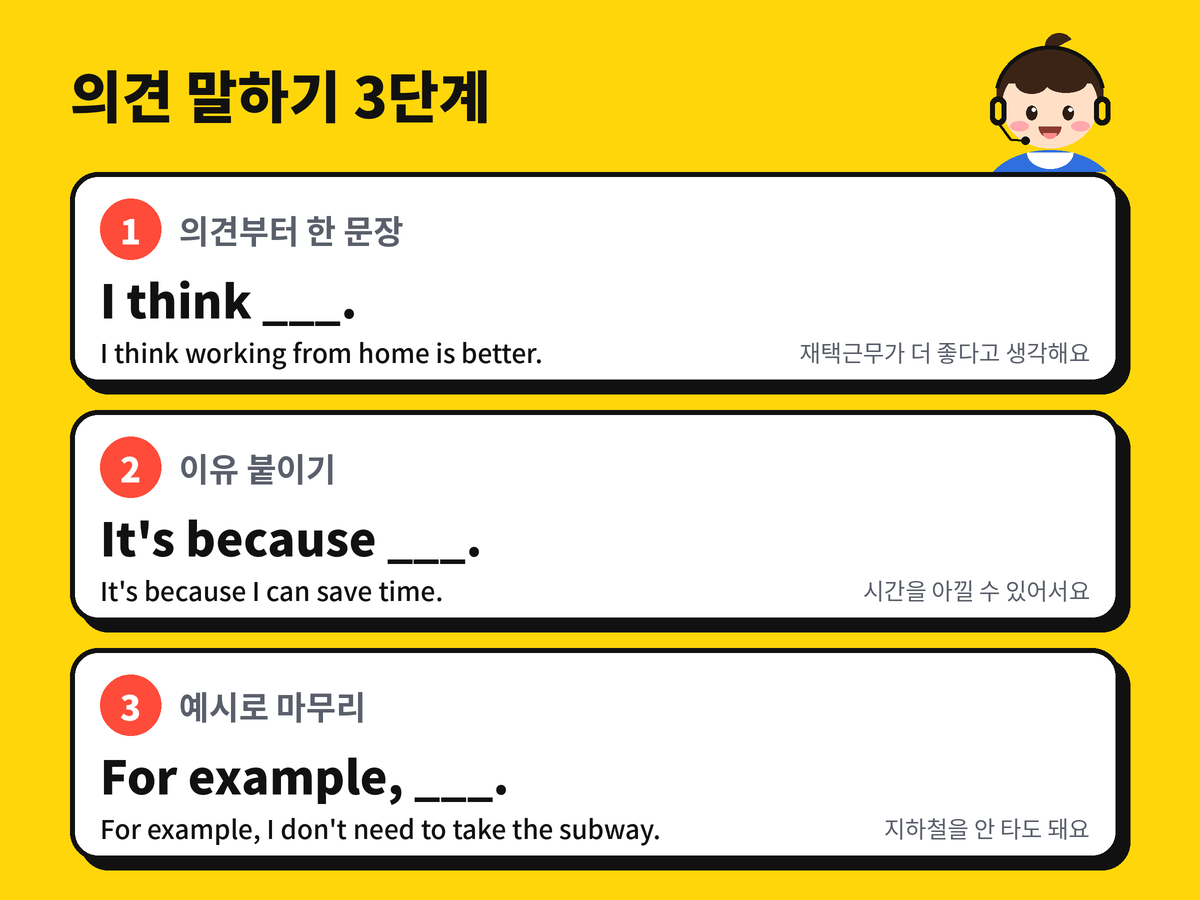 의견 말하기 3단계
1 의견부터 한 문장
I think ___.
I think working from home is better.
재택근무가 더 좋다고 생각해요
2 이유 붙이기
It's because ___.
It's because I can save time.
시간을 아낄 수 있어서요
3 예시로 마무리
For example, ___.
For example, I don't need to take the subway.
지하철을 안 타도 돼요